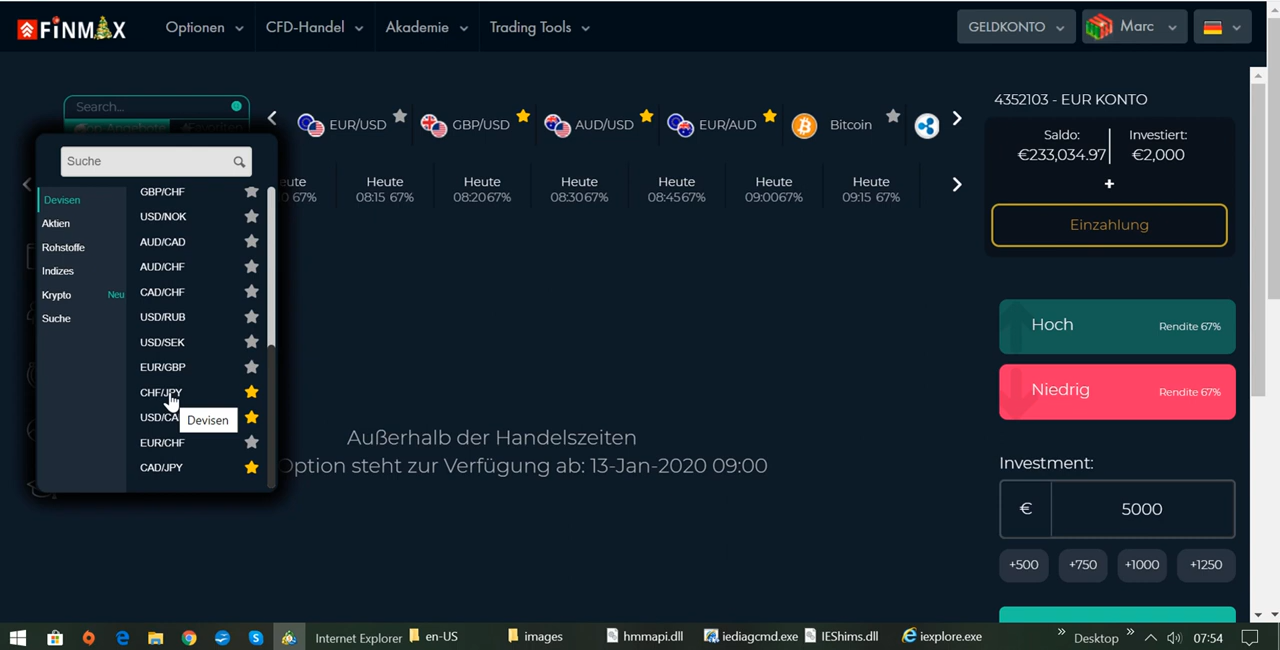 FiNMAX
Optionen
CFD-Handel
Akademie
Trading Tools
GELDKONTO
Marc
Search...
EUR/USD
GBP/USD
AUD/USD
EUR/AUD
Bitcoin
Heute
08:15 67%
Heute
08:20 67%
Heute
08:30 67%
Heute
08:45 67%
Heute
09:00 67%
Heute
09:15 67%
Suche
Devisen
Aktien
Rohstoffe
Indizes
Krypto Neu
Suche
GBP/CHF
USD/NOK
AUD/CAD
AUD/CHF
CAD/CHF
USD/RUB
USD/SEK
EUR/GBP
CHF/JPY
Devisen
EUR/CHF
CAD/JPY
Außerhalb der Handelszeiten
Option steht zur Verfügung ab: 13-Jan-2020 09:00
4352103 - EUR KONTO
Saldo:
€233,034.97
Investiert:
€2,000
+
Einzahlung
Hoch
Rendite 67%
Niedrig
Rendite 67%
Investment:
€ 5000
+500
+750
+1000
+1250
Internet Explorer
en-US
images
hmmapi.dll
iediagcmd.exe
IEShims.dll
iexplore.exe
Desktop
07:54